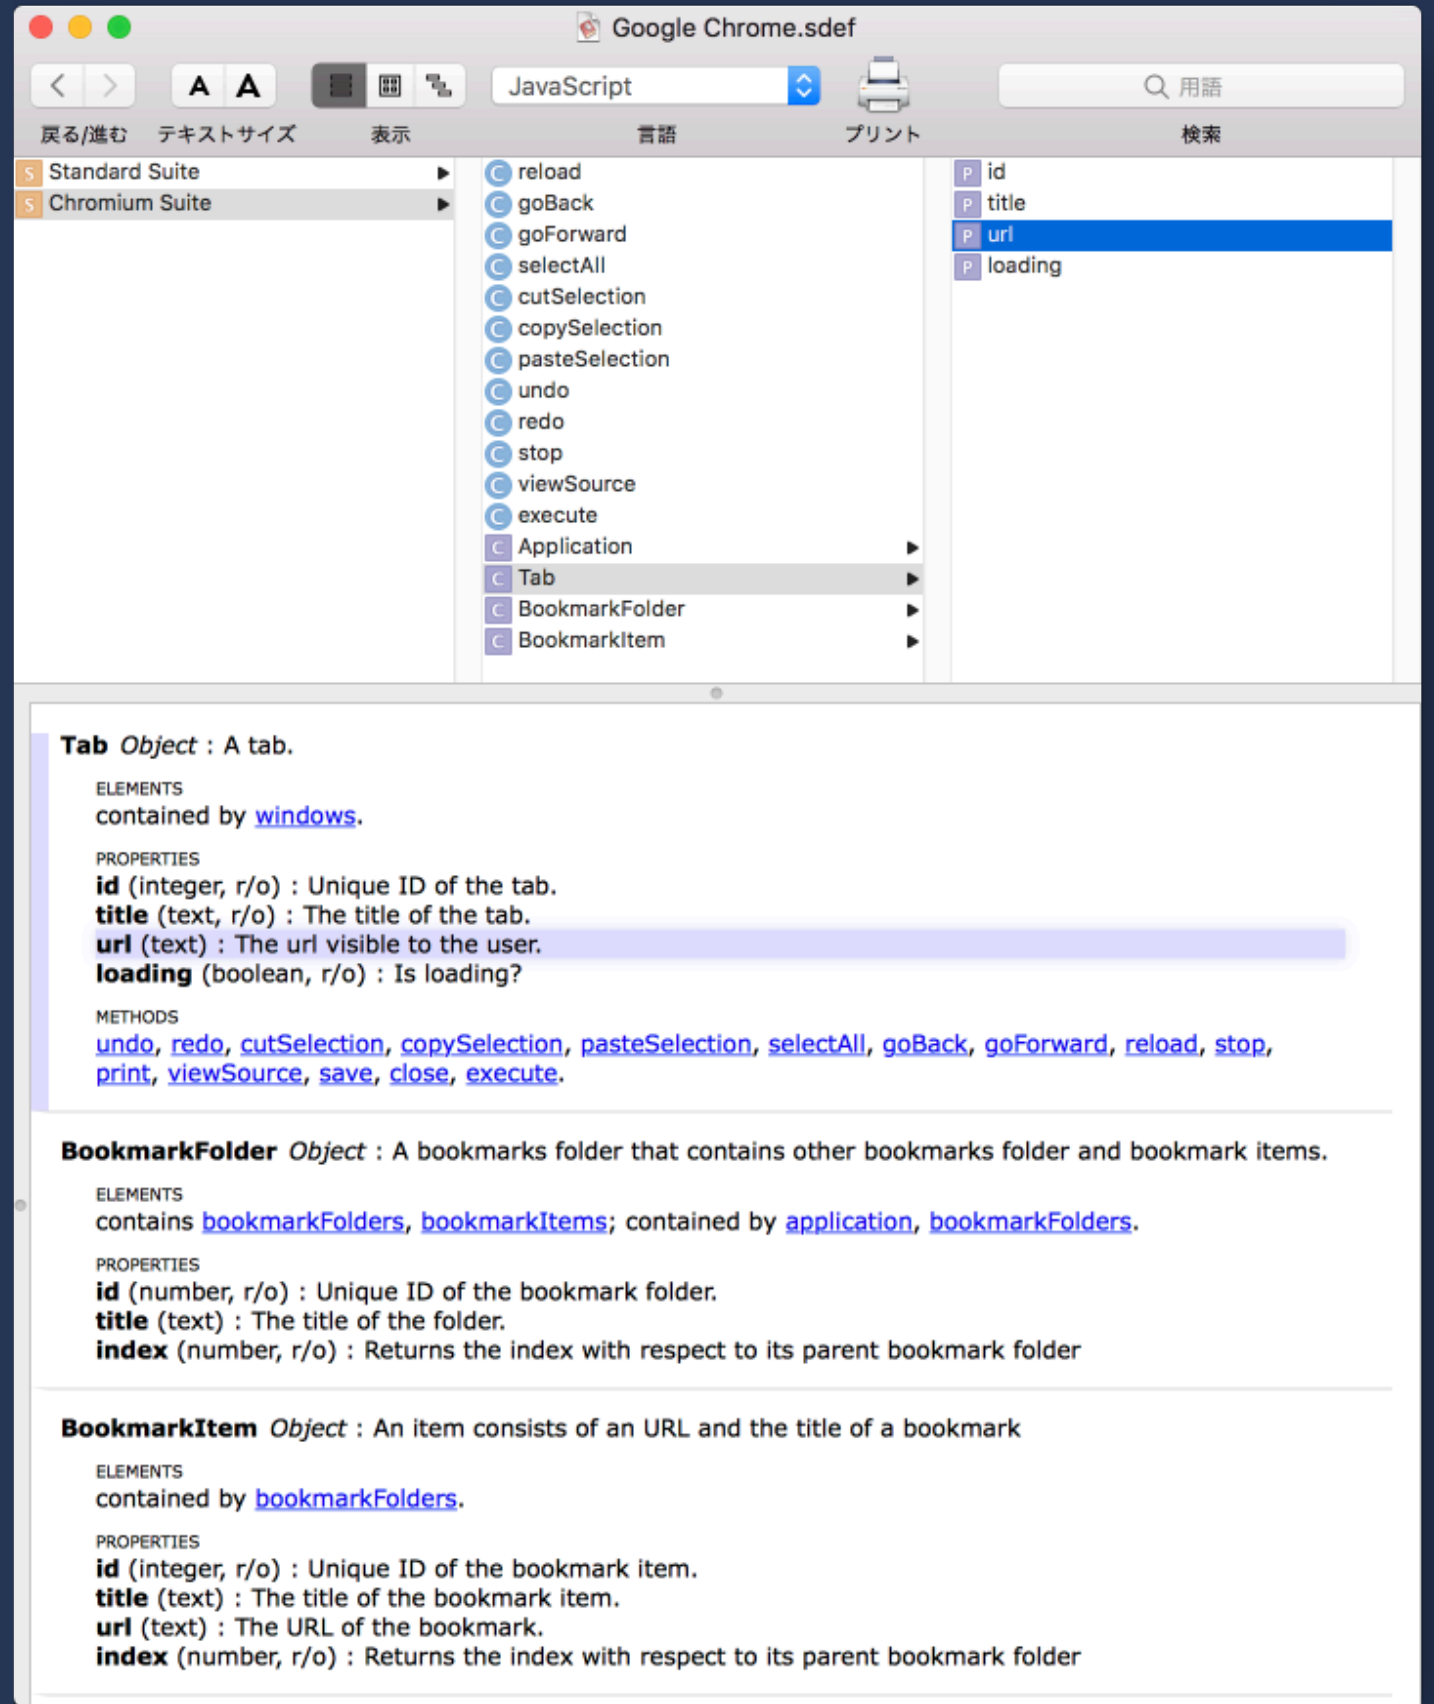 Google Chrome.sdef
A A JavaScript 用語
戻る/進む テキストサイズ 表示 言語 プリント 検索
S Standard Suite
S Chromium Suite
C reload
C goBack
C goForward
C selectAll
C cutSelection
C copySelection
C pasteSelection
C undo
C redo
C stop
C viewSource
C execute
C Application
C Tab
C BookmarkFolder
C BookmarkItem
P id
P title
P url
P loading
Tab Object : A tab.
ELEMENTS
contained by windows.
PROPERTIES
id (integer, r/o) : Unique ID of the tab.
title (text, r/o) : The title of the tab.
url (text) : The url visible to the user.
loading (boolean, r/o) : Is loading?
METHODS
undo, redo, cutSelection, copySelection, pasteSelection, selectAll, goBack, goForward, reload, stop,
print, viewSource, save, close, execute.
BookmarkFolder Object : A bookmarks folder that contains other bookmarks folder and bookmark items.
ELEMENTS
contains bookmarkFolders, bookmarkItems; contained by application, bookmarkFolders.
PROPERTIES
id (number, r/o) : Unique ID of the bookmark folder.
title (text) : The title of the folder.
index (number, r/o) : Returns the index with respect to its parent bookmark folder
BookmarkItem Object : An item consists of an URL and the title of a bookmark
ELEMENTS
contained by bookmarkFolders.
PROPERTIES
id (integer, r/o) : Unique ID of the bookmark item.
title (text) : The title of the bookmark item.
url (text) : The URL of the bookmark.
index (number, r/o) : Returns the index with respect to its parent bookmark folder